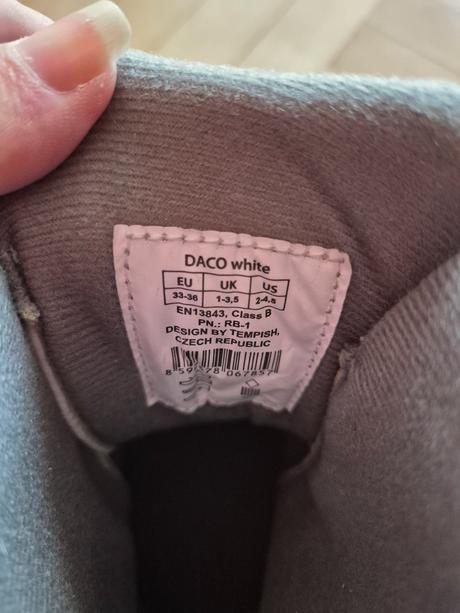 DACO white
EU UK US
33-36 1-3,5 2-4,5
EN13843, Class B
PN.: RB-1
DESIGN BY TEMPISH,
CZECH REPUBLIC
067857